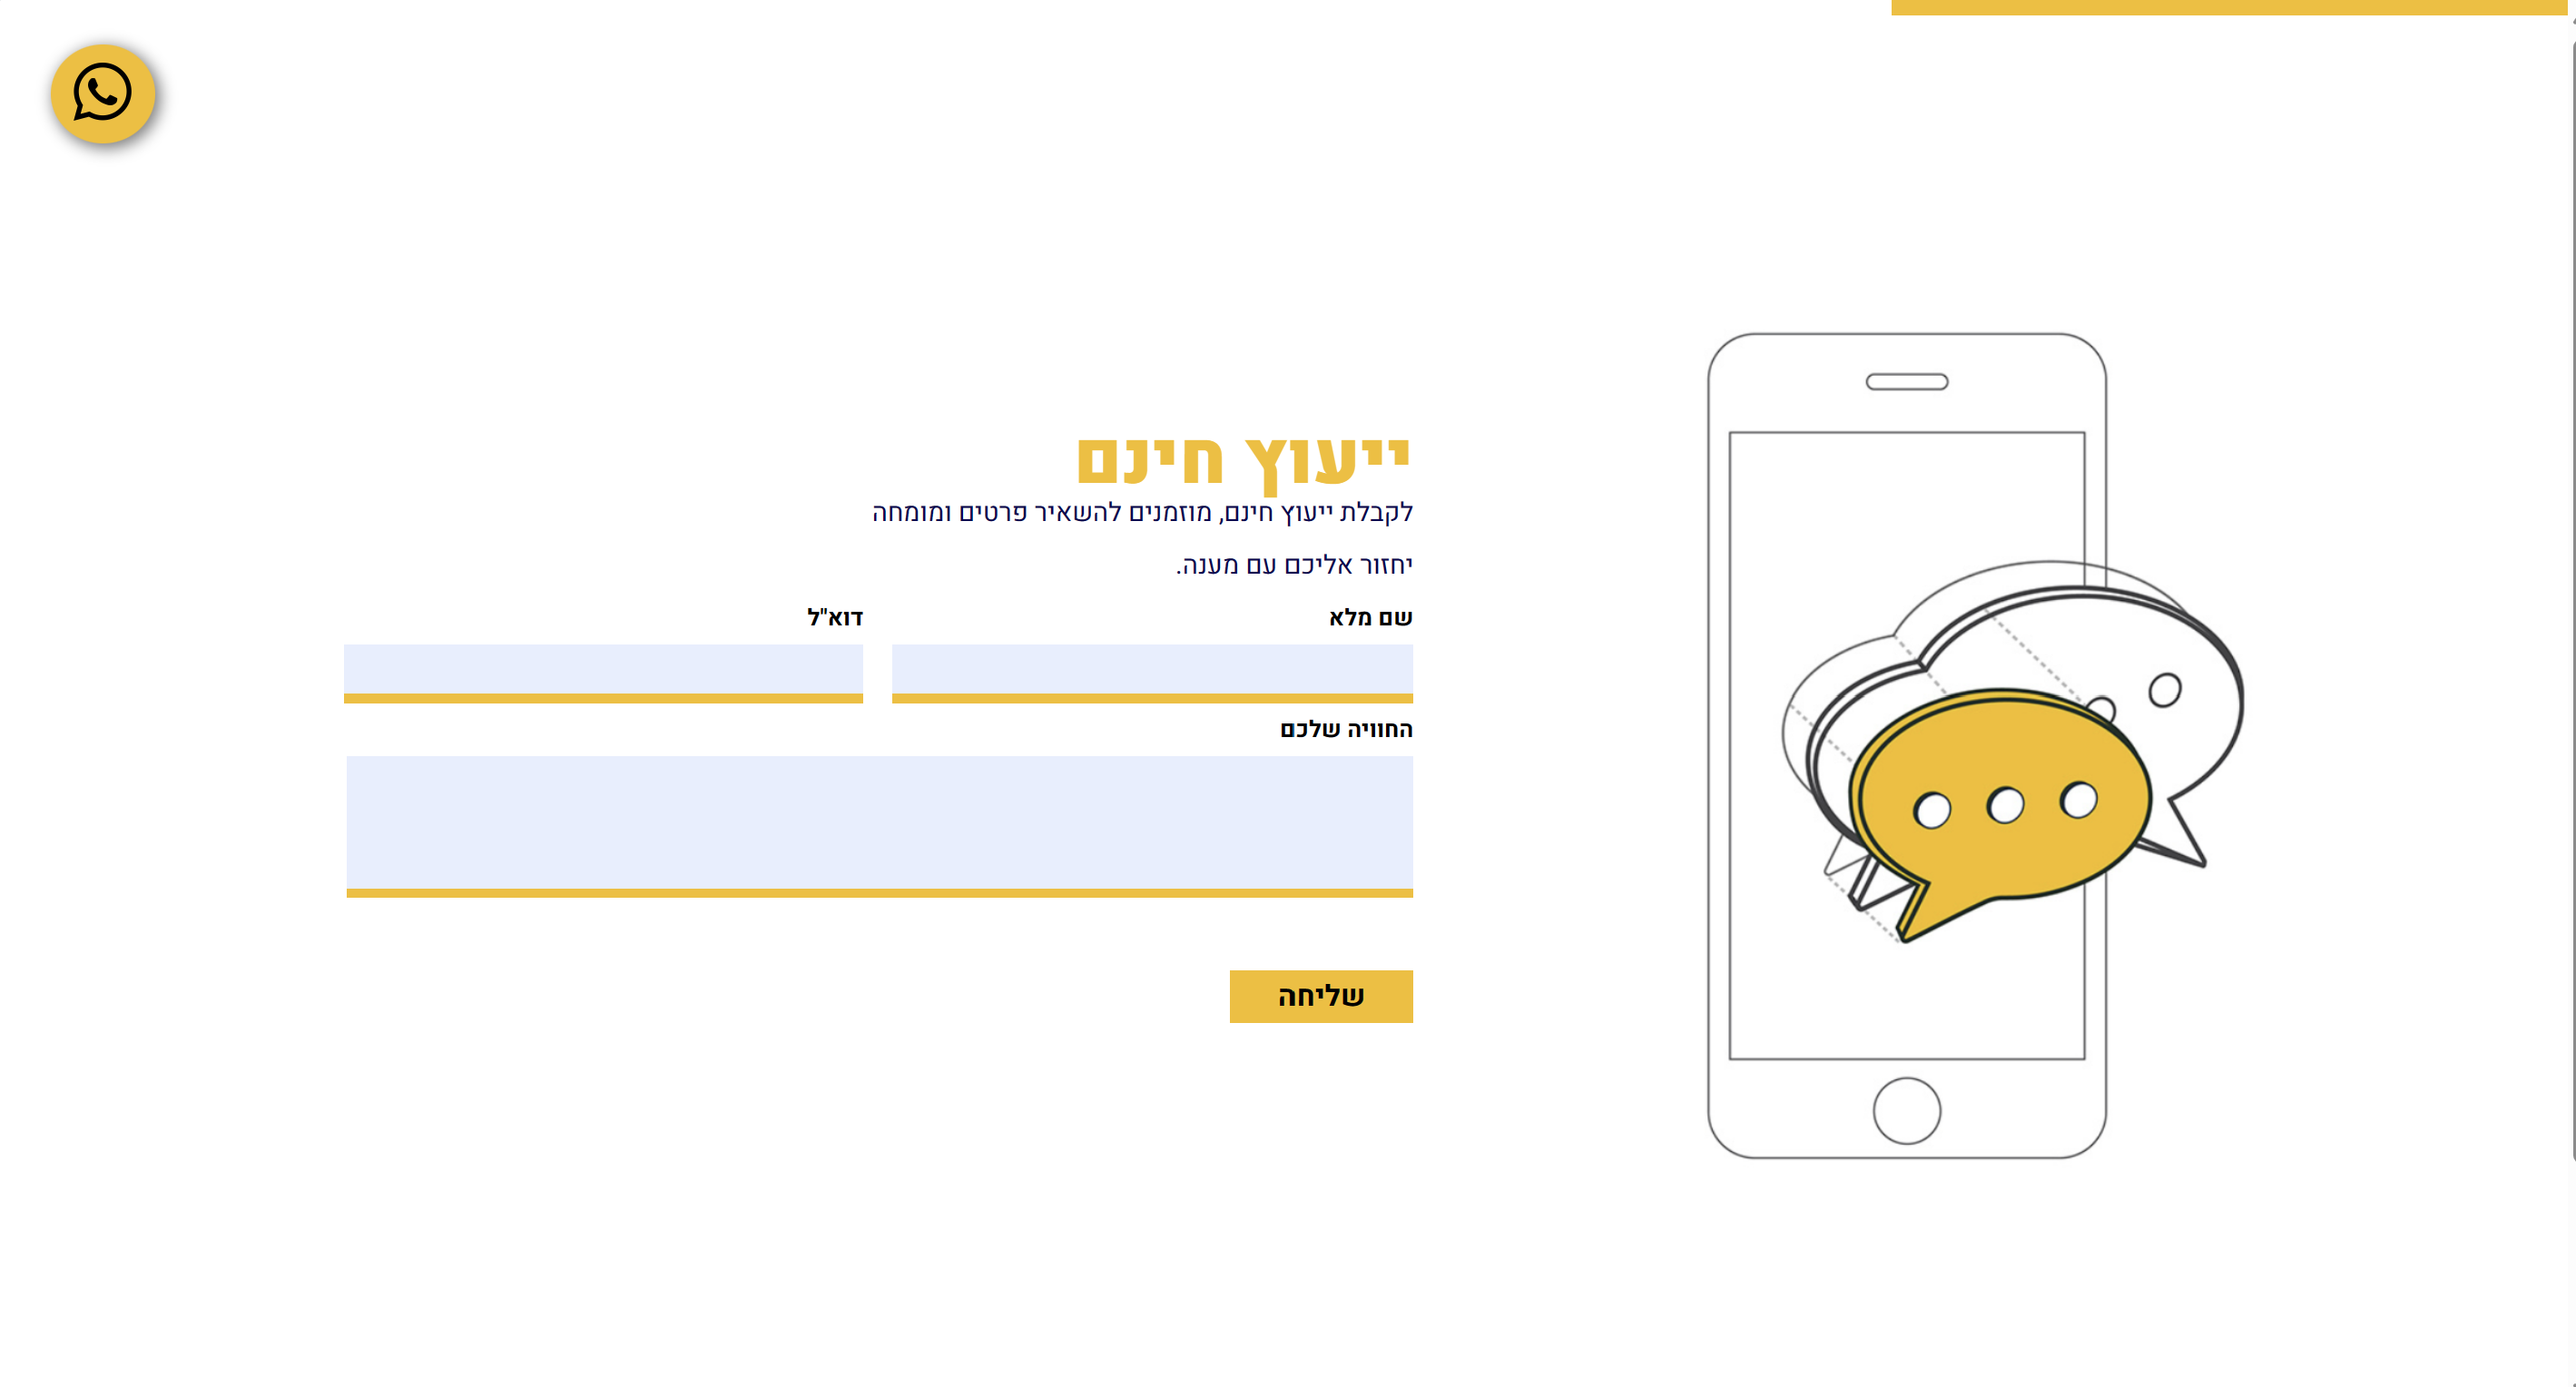 ייעוץ חינם
לקבלת ייעוץ חינם, מוזמנים להשאיר פרטים ומומחה
יחזור אליכם עם מענה.
שם מלא
דוא"ל
החוויה שלכם
שליחה